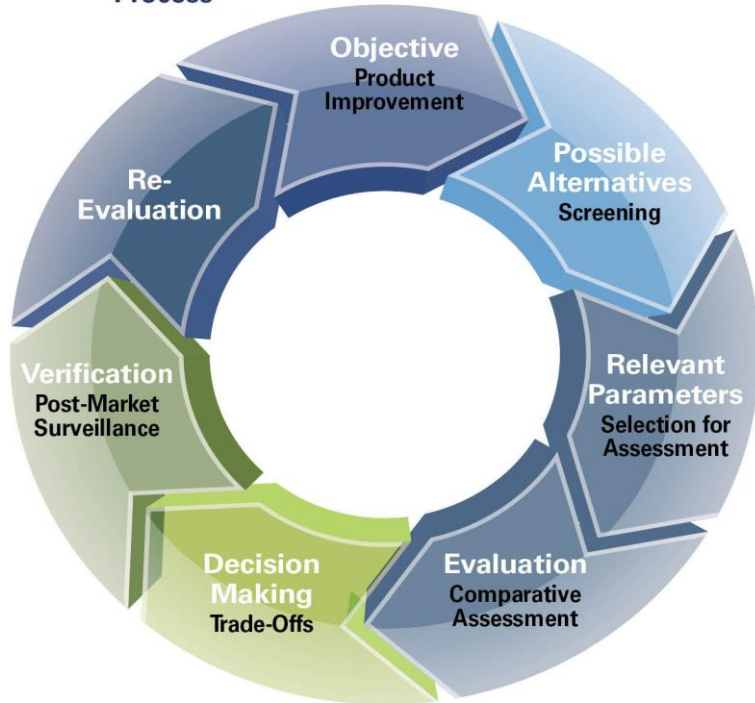 Process
Objective
Product
Improvement
Possible
Alternatives
Screening
Relevant
Parameters
Selection for
Assessment
Evaluation
Comparative
Assessment
Decision
Making
Trade-Offs
Verification
Post-Market
Surveillance
Re-
Evaluation